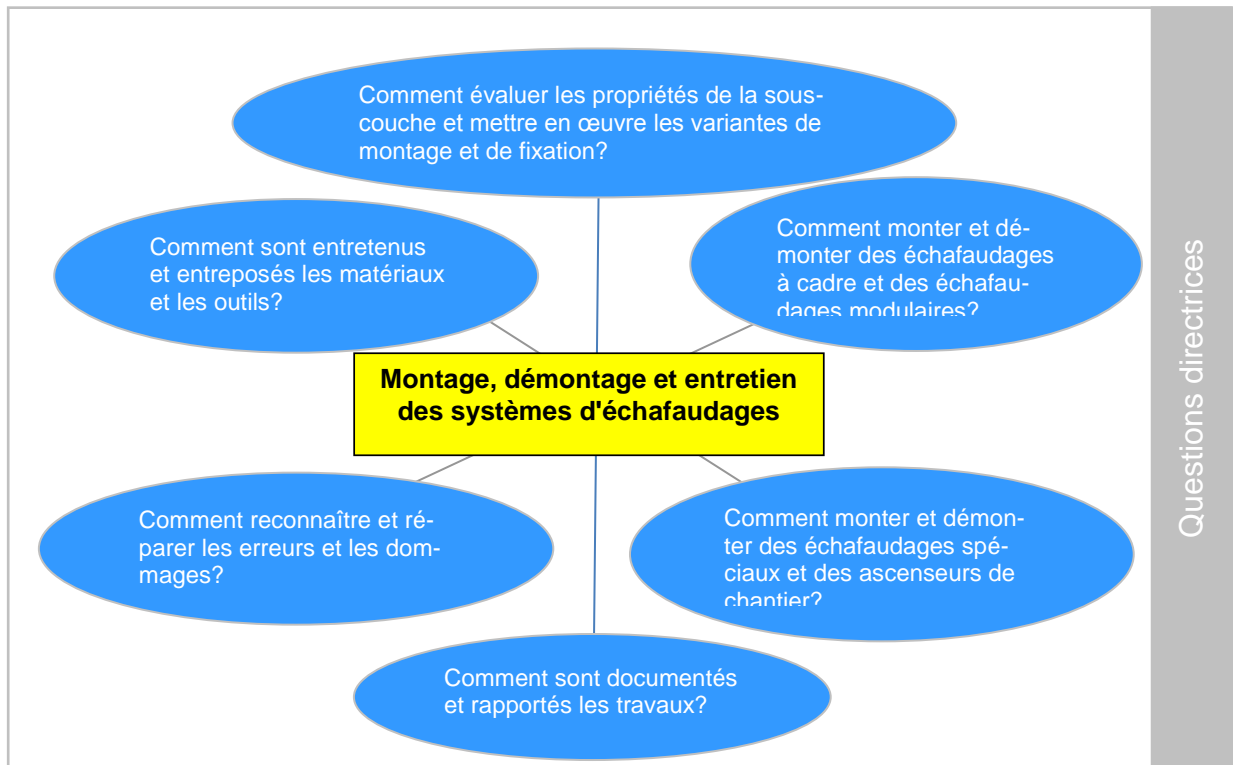 Comment évaluer les propriétés de la sous-
couche et mettre en œuvre les variantes de
montage et de fixation?
Comment sont entretenus
et entreposés les matériaux
et les outils?
Comment monter et dé-
monter des échafaudages
à cadre et des échafau-
dages modulaires?
Montage, démontage et entretien
des systèmes d'échafaudages
Comment reconnaître et ré-
parer les erreurs et les dom-
mages?
Comment monter et démon-
ter des échafaudages spé-
ciaux et des ascenseurs de
chantier?
Comment sont documentés
et rapportés les travaux?
Questions directrices